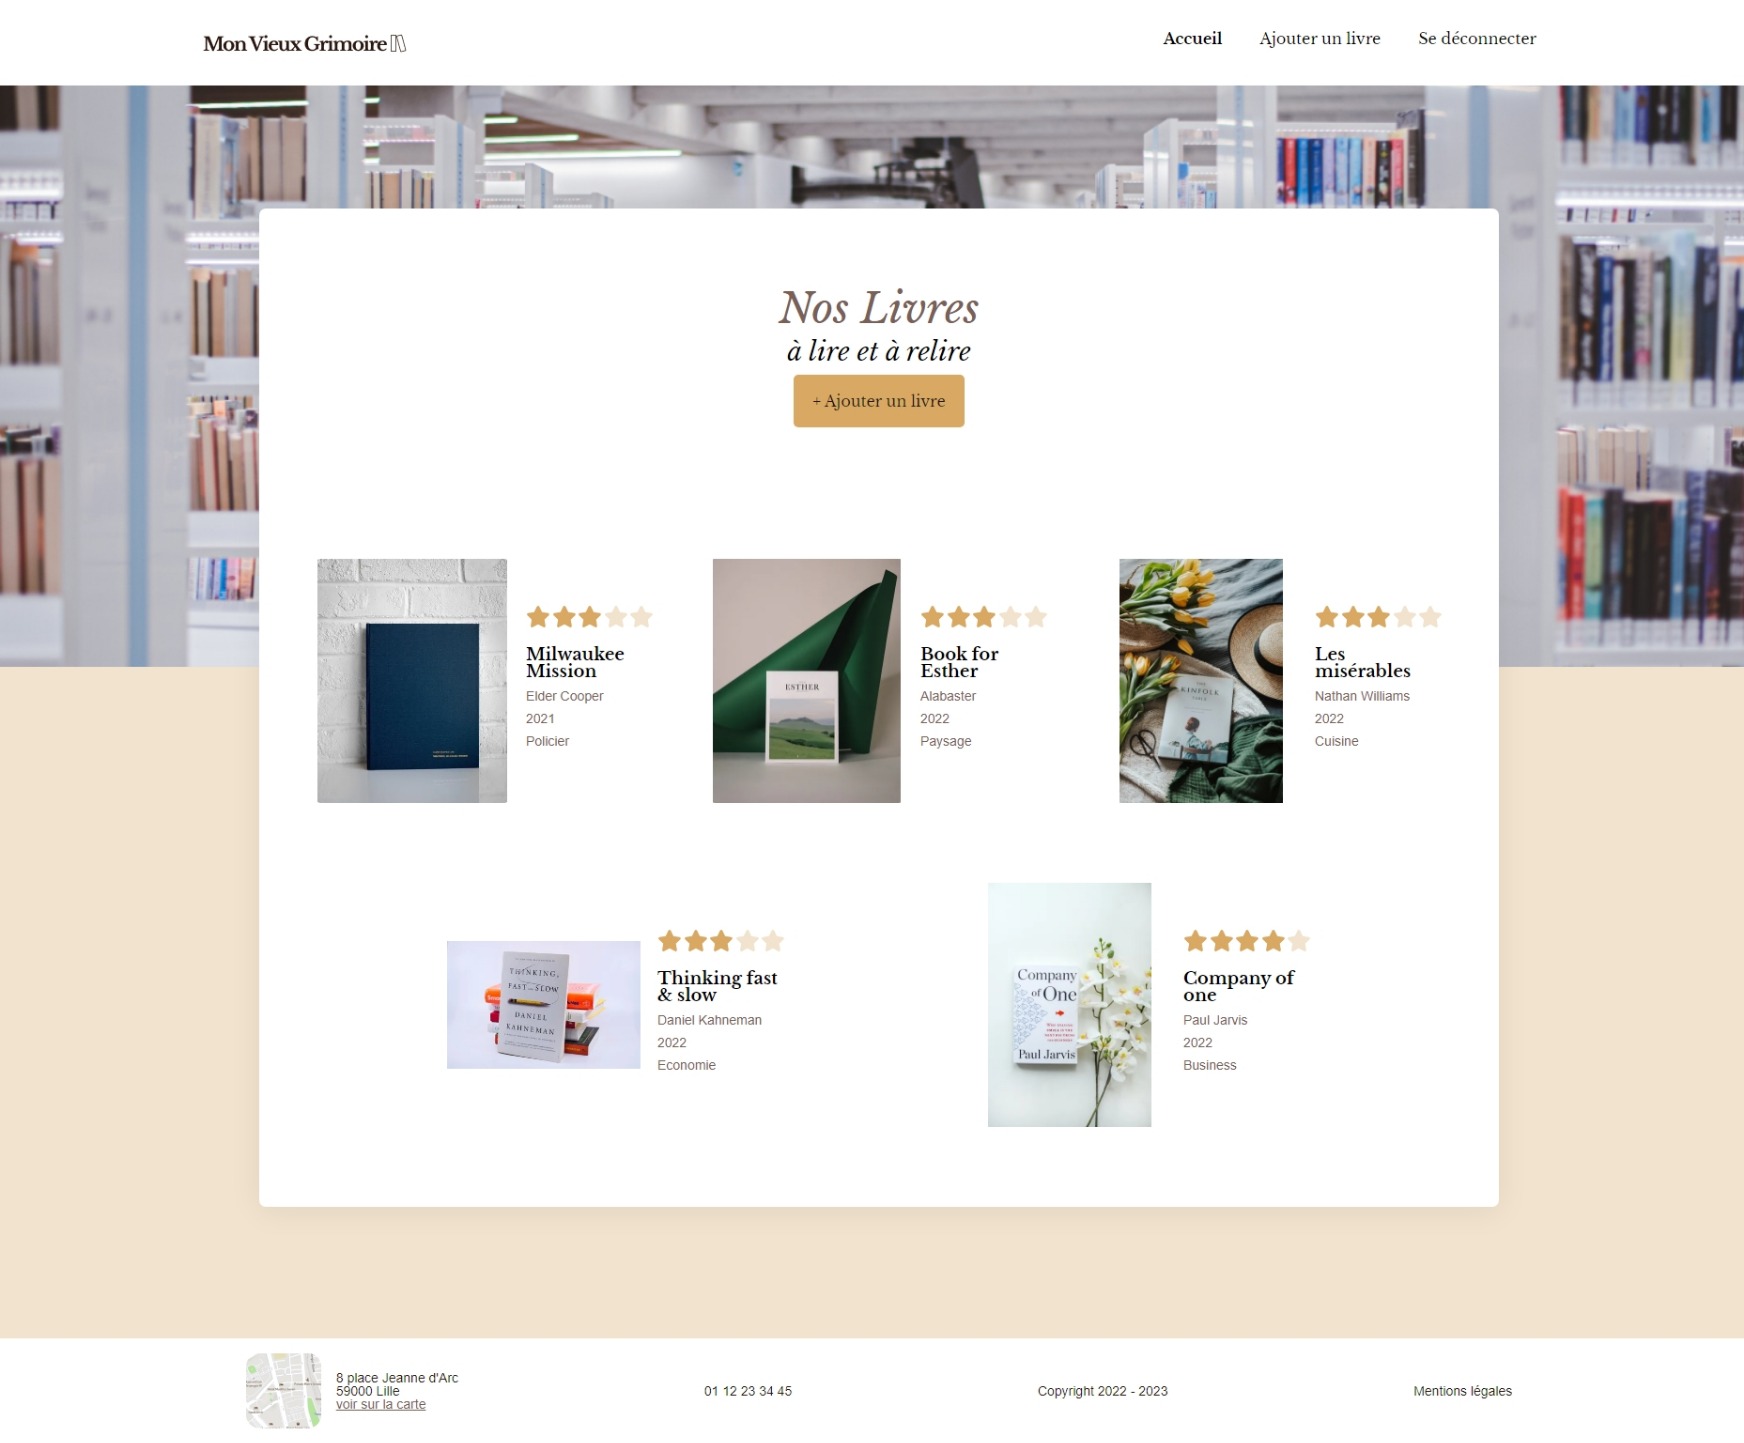 Mon Vieux Grimoire
Accueil Ajouter un livre Se déconnecter
Nos Livres
à lire et à relire
+ Ajouter un livre
Milwaukee
Mission
Elder Cooper
2021
Policier
ESTHER
Book for
Esther
Alabaster
2022
Paysage
KINFOLK
Les
misérables
Nathan Williams
2022
Cuisine
THINKING,
FAST AND SLOW
DANIEL
KAHNEMAN
Thinking fast
& slow
Daniel Kahneman
2022
Economie
Company
of One
Paul Jarvis
Company of
one
Paul Jarvis
2022
Business
8 place Jeanne d'Arc
59000 Lille
voir sur la carte
01 12 23 34 45
Copyright 2022 - 2023
Mentions légales